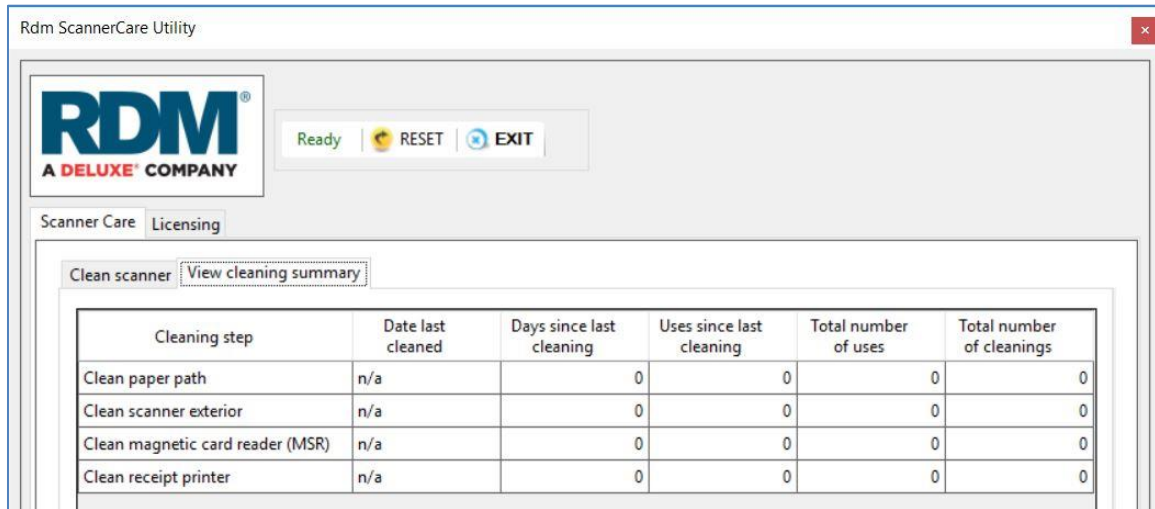 Rdm ScannerCare Utility
RDM®
A DELUXE® COMPANY
Ready RESET EXIT
Scanner Care Licensing
Clean scanner View cleaning summary
Cleaning step Date last cleaned Days since last cleaning Uses since last cleaning Total number of uses Total number of cleanings
Clean paper path n/a 0 0 0 0
Clean scanner exterior n/a 0 0 0 0
Clean magnetic card reader (MSR) n/a 0 0 0 0
Clean receipt printer n/a 0 0 0 0